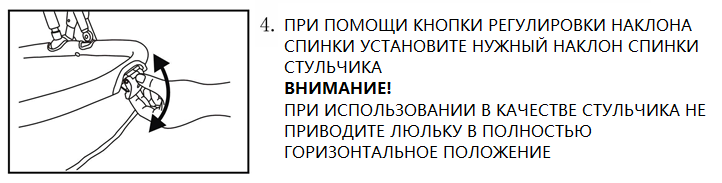 4. ПРИ ПОМОЩИ КНОПКИ РЕГУЛИРОВКИ НАКЛОНА
СПИНКИ УСТАНОВИТЕ НУЖНЫЙ НАКЛОН СПИНКИ
СТУЛЬЧИКА
ВНИМАНИЕ!
ПРИ ИСПОЛЬЗОВАНИИ В КАЧЕСТВЕ СТУЛЬЧИКА НЕ
ПРИВОДИТЕ ЛЮЛЬКУ В ПОЛНОСТЬЮ
ГОРИЗОНТАЛЬНОЕ ПОЛОЖЕНИЕ